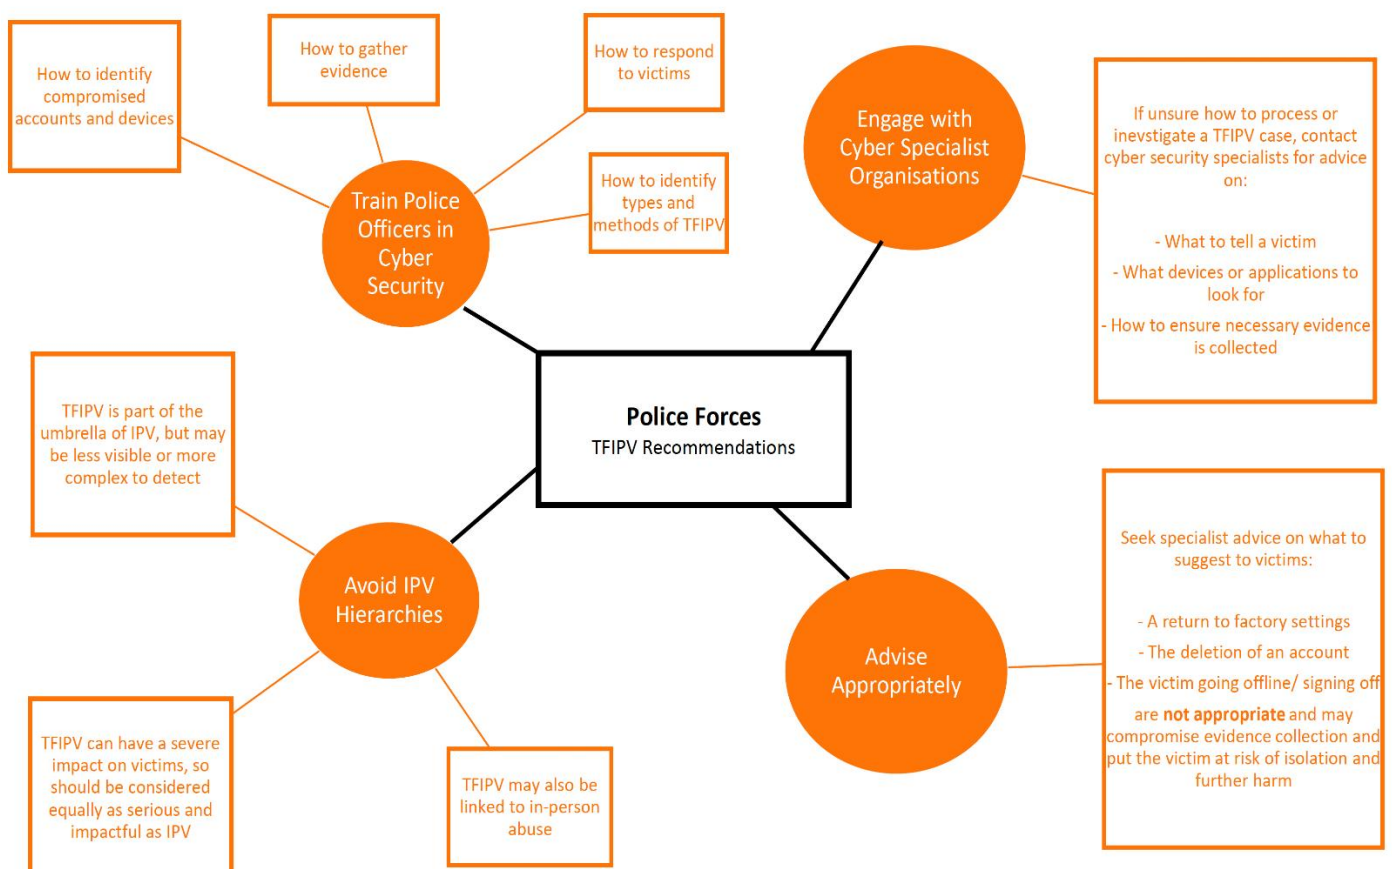 How to identify
compromised
accounts and devices
How to gather
evidence
How to respond
to victims
How to identify
types and
methods of TFIPV
Train Police
Officers in
Cyber
Security
Engage with
Cyber Specialist
Organisations
If unsure how to process or
inevstigate a TFIPV case, contact
cyber security specialists for advice
on:
- What to tell a victim
- What devices or applications to
look for
- How to ensure necessary evidence
is collected
Police Forces
TFIPV Recommendations
TFIPV is part of the
umbrella of IPV, but may
be less visible or more
complex to detect
Avoid IPV
Hierarchies
TFIPV can have a severe
impact on victims, so
should be considered
equally as serious and
impactful as IPV
TFIPV may also be
linked to in-person
abuse
Advise
Appropriately
Seek specialist advice on what to
suggest to victims:
- A return to factory settings
- The deletion of an account
- The victim going offline/ signing off
are not appropriate and may
compromise evidence collection and
put the victim at risk of isolation and
further harm